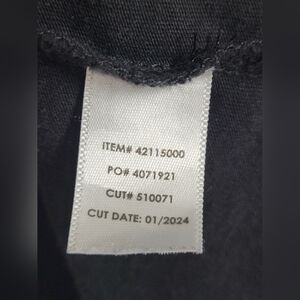 ITEM# 42115000
PO# 4071921
CUT# 510071
CUT DATE: 01/2024